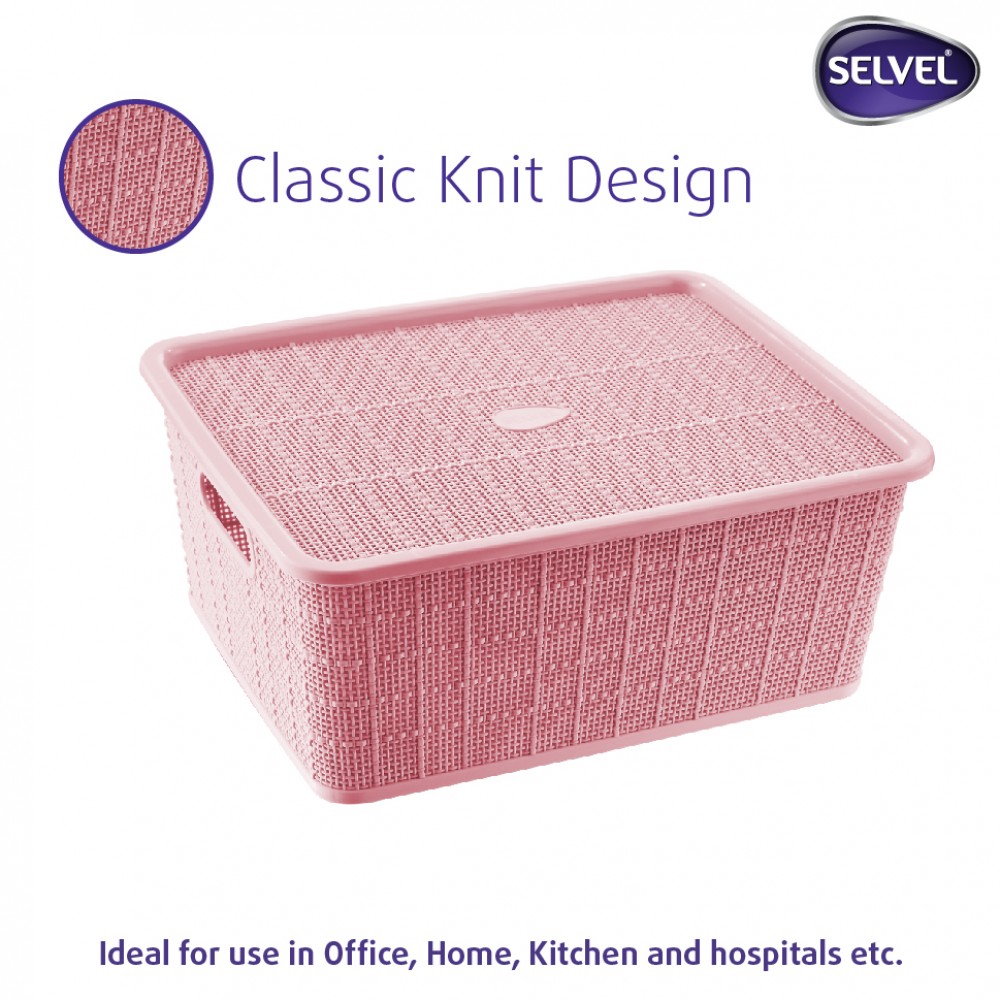 SELVEL®
Classic Knit Design
Ideal for use in Office, Home, Kitchen and hospitals etc.